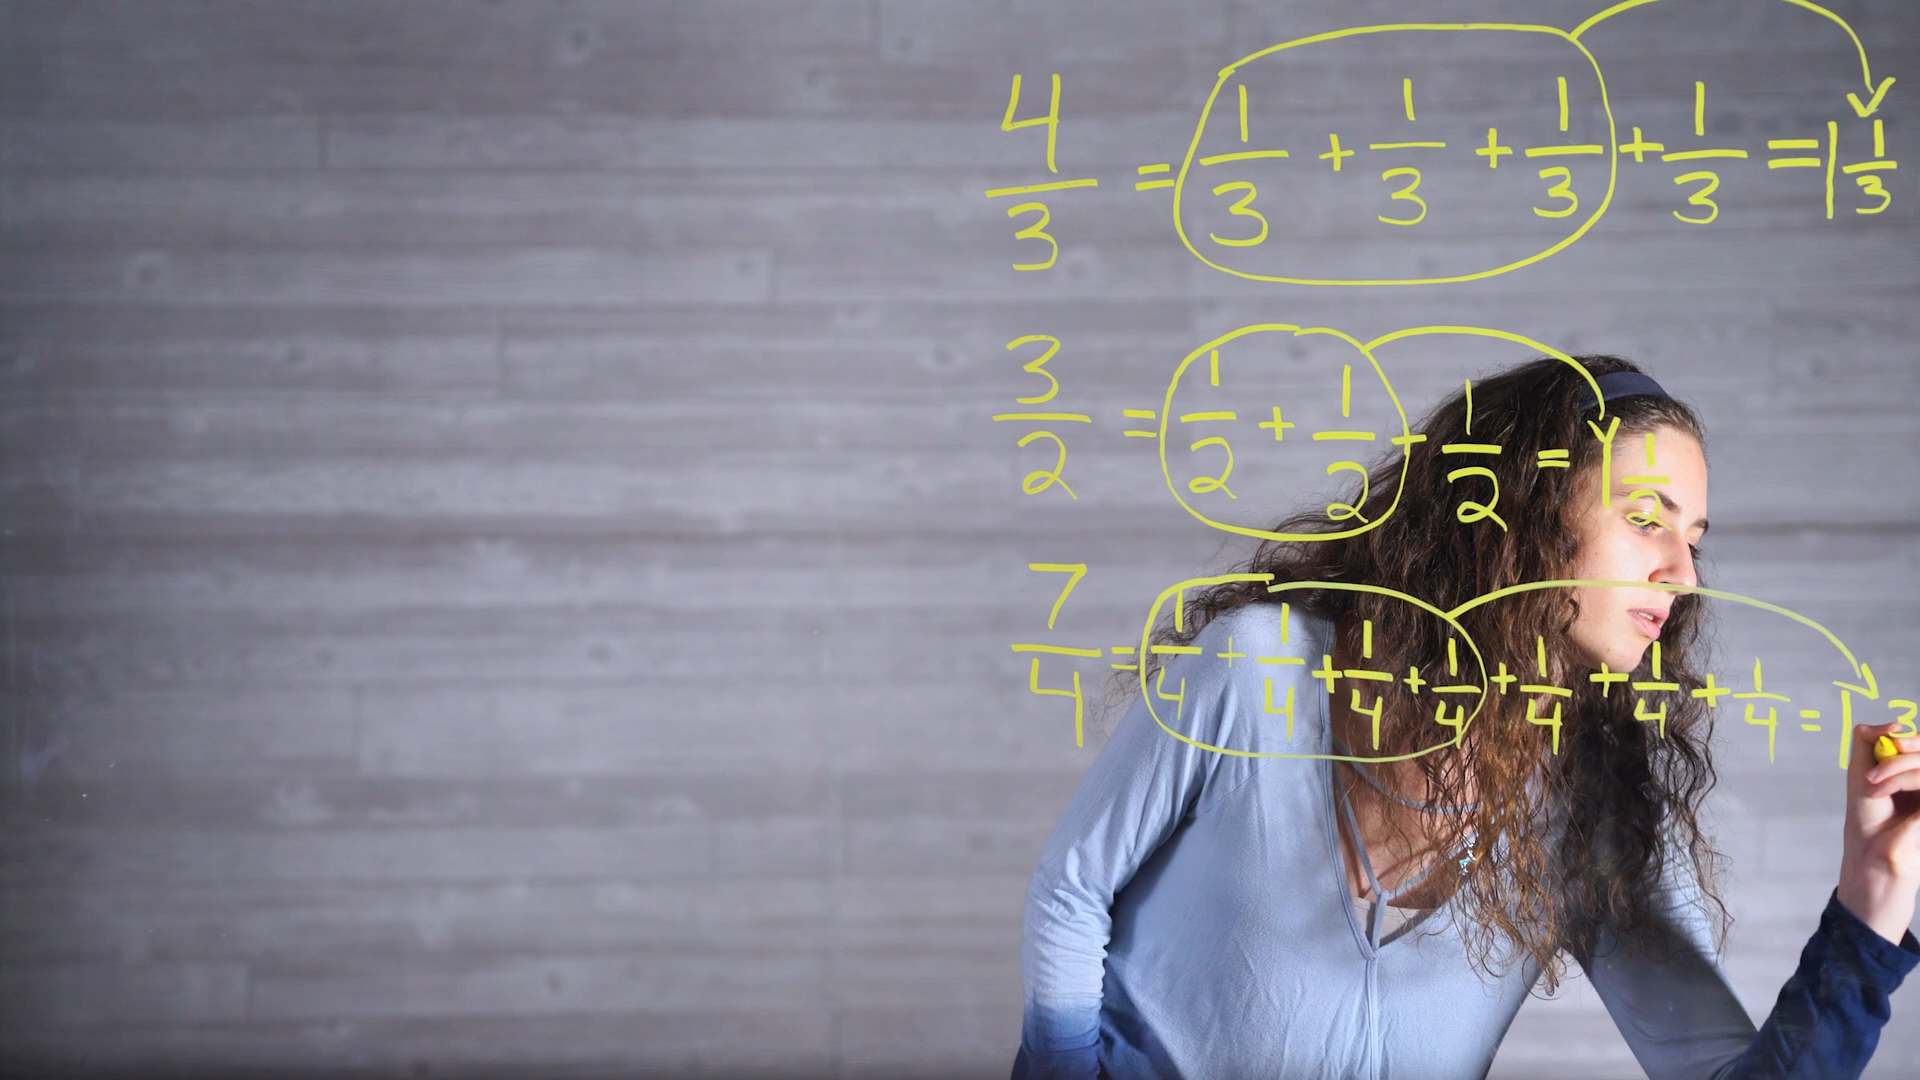 4/3 = 1/3 + 1/3 + 1/3 + 1/3 = 1 1/3
3/2 = 1/2 + 1/2 + 1/2 = 1 1/2
7/4 = 1/4 + 1/4 + 1/4 + 1/4 + 1/4 + 1/4 + 1/4 = 1 3